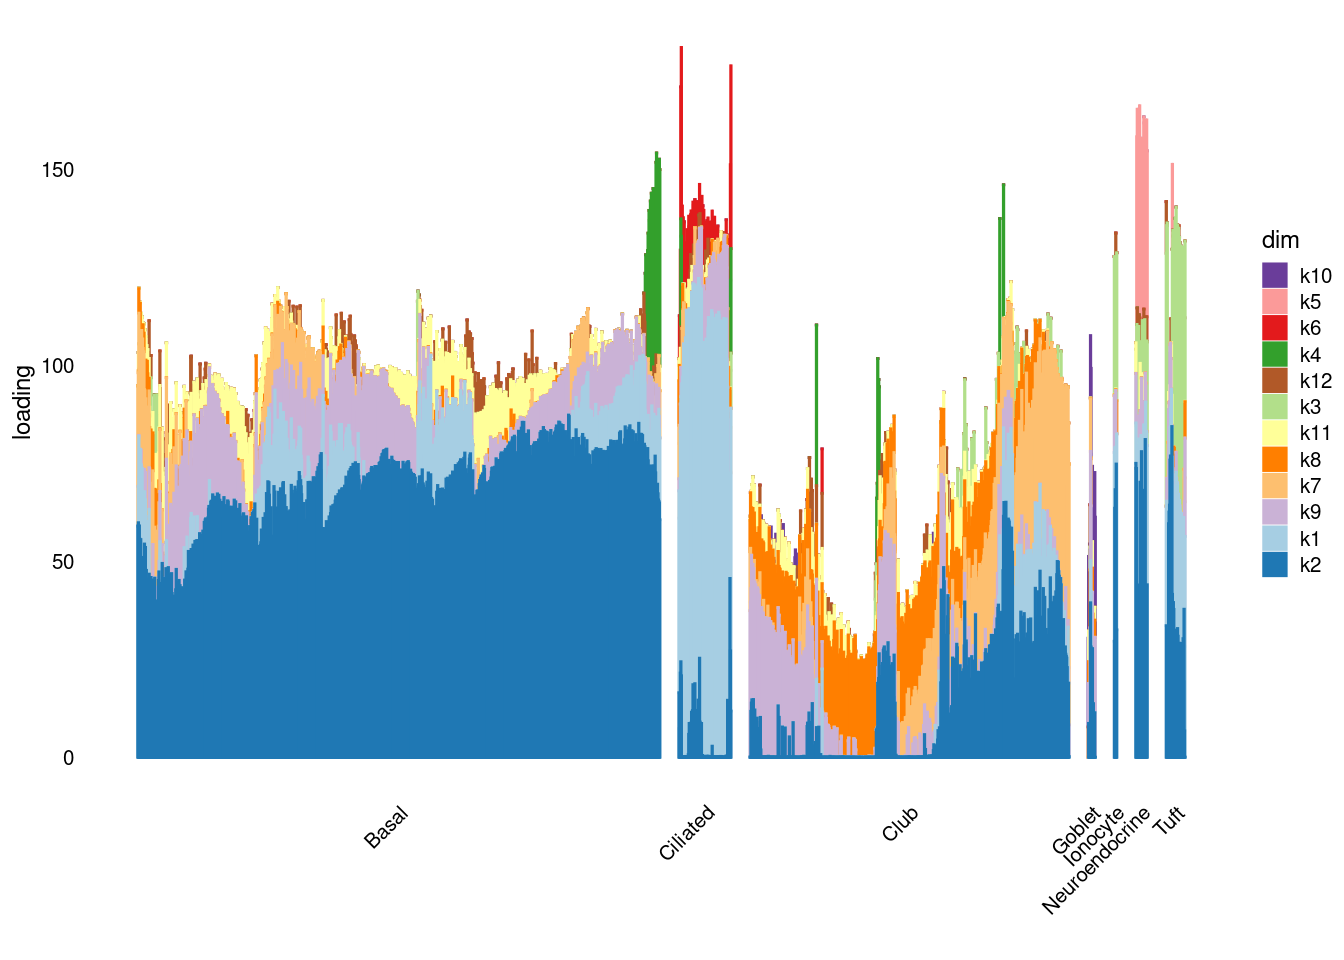 loading
150
100
50
0
Basal
Ciliated
Club
Goblet
Ionocyte
Neuroendocrine
Tuft
dim
k10
k5
k6
k4
k12
k3
k11
k8
k7
k9
k1
k2